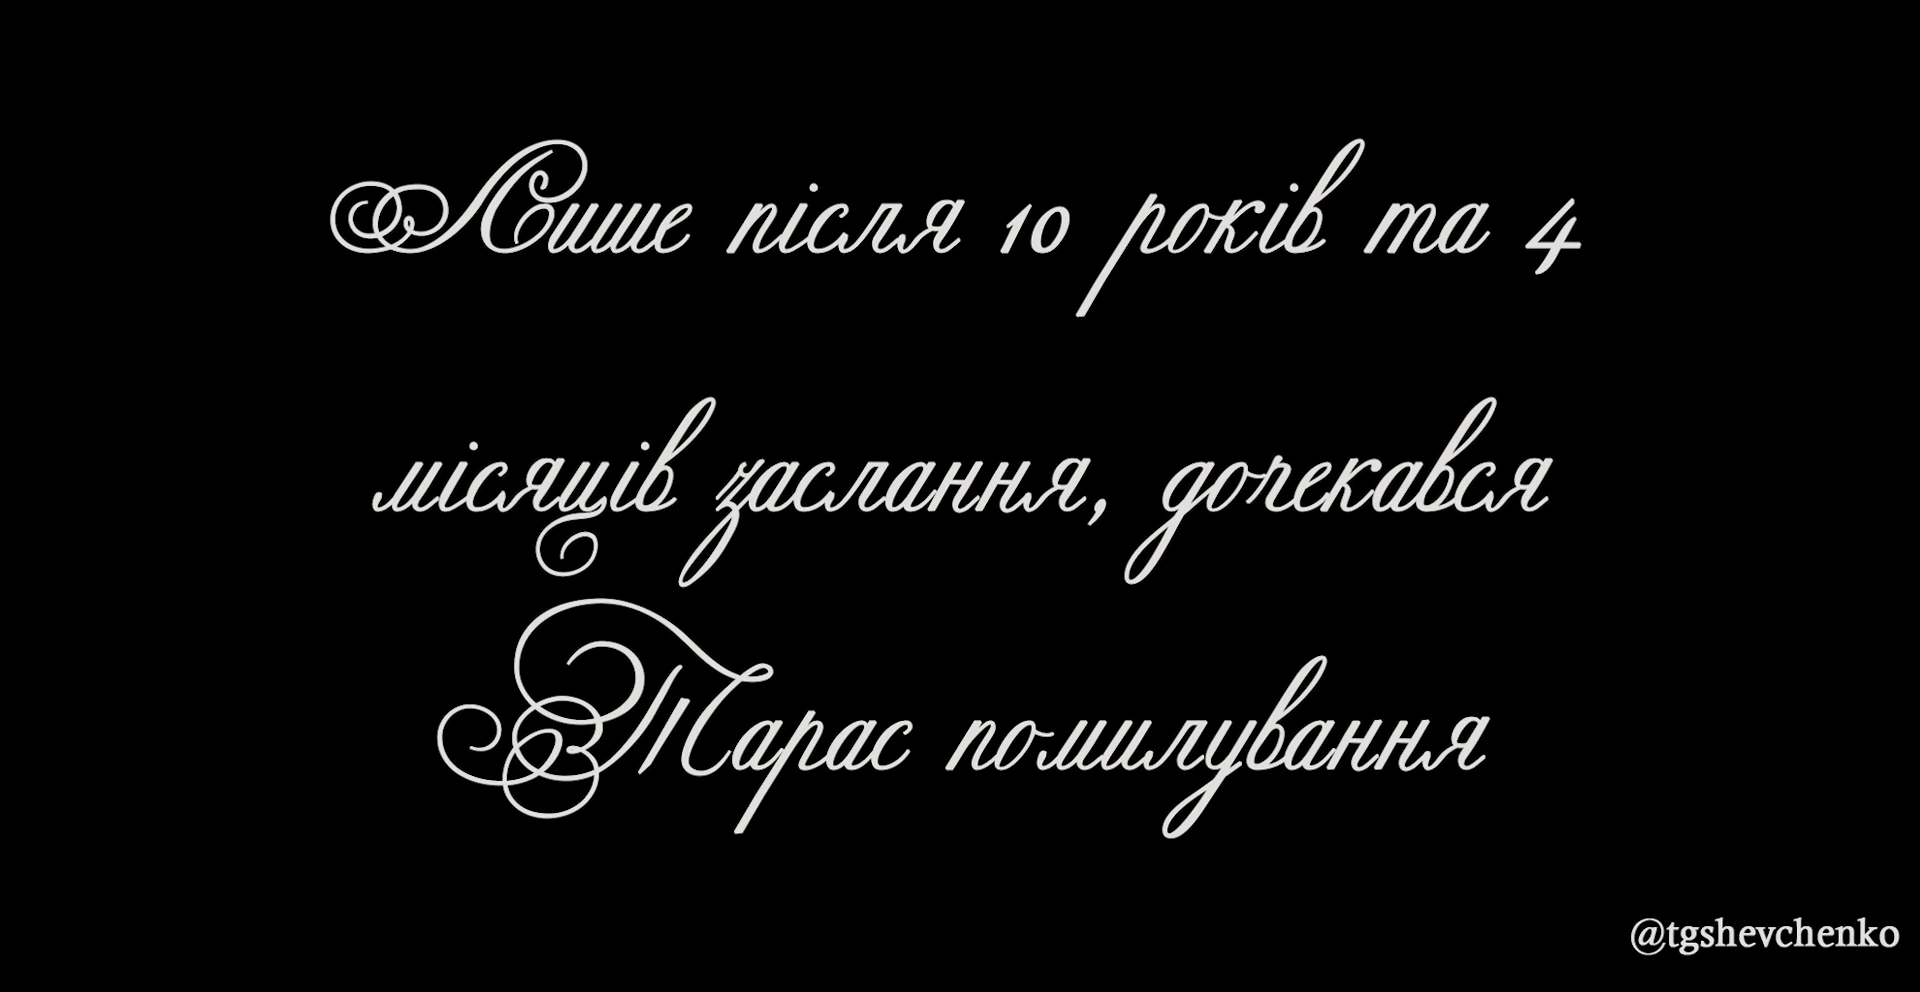 Лише після 10 років та 4
місяців заслання, дочекався
Тарас помилування
@tgshevchenko